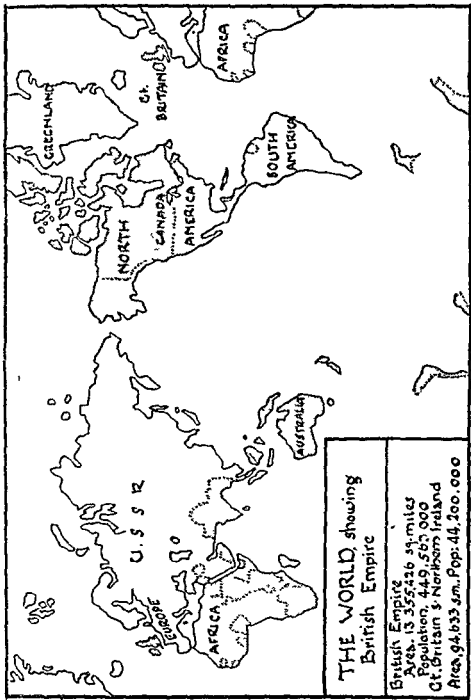 GREENLAND
Gt.
BRITAIN
AFRICA
NORTH
CANADA
AMERICA
SOUTH
AMERICA
U.S.S.R
EUROPE
AFRICA
AUSTRALIA
THE WORLD, showing
British Empire
British Empire
Area. 13 355,426 sq. miles
Population, 449,583 000
Gt. Britain & Northern Ireland
Area, 94,633 sm. Pop: 44,200.000